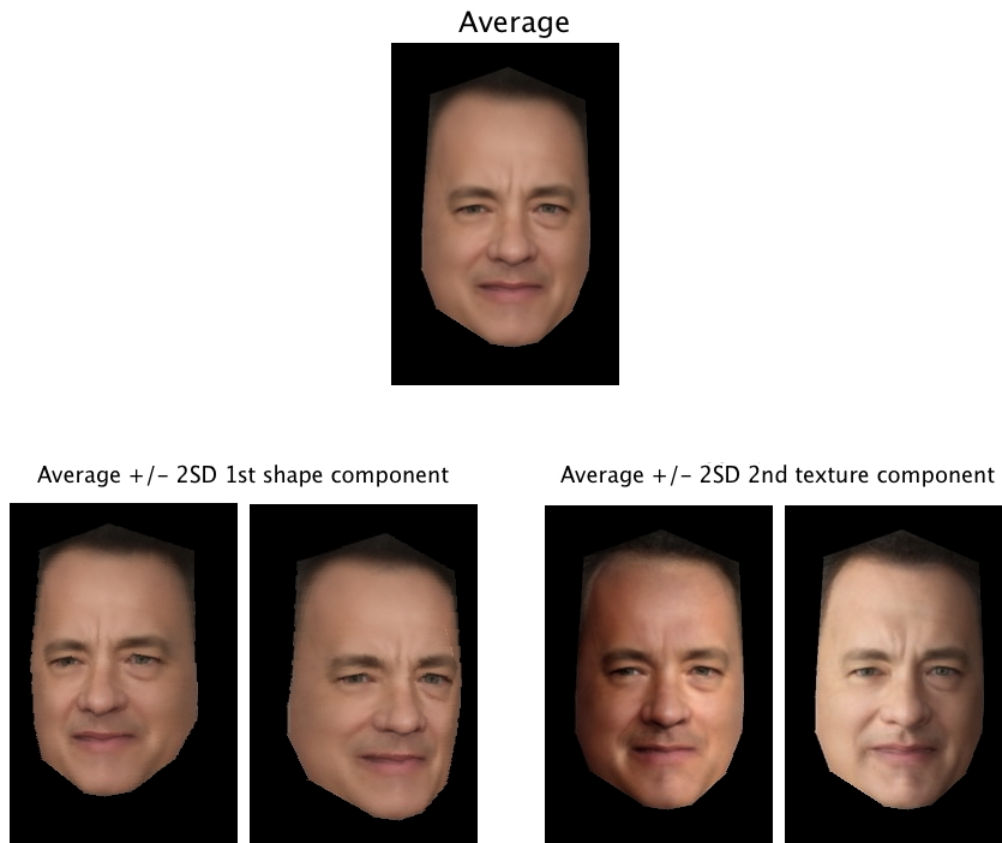 Average
Average +/- 2SD 1st shape component
Average +/- 2SD 2nd texture component